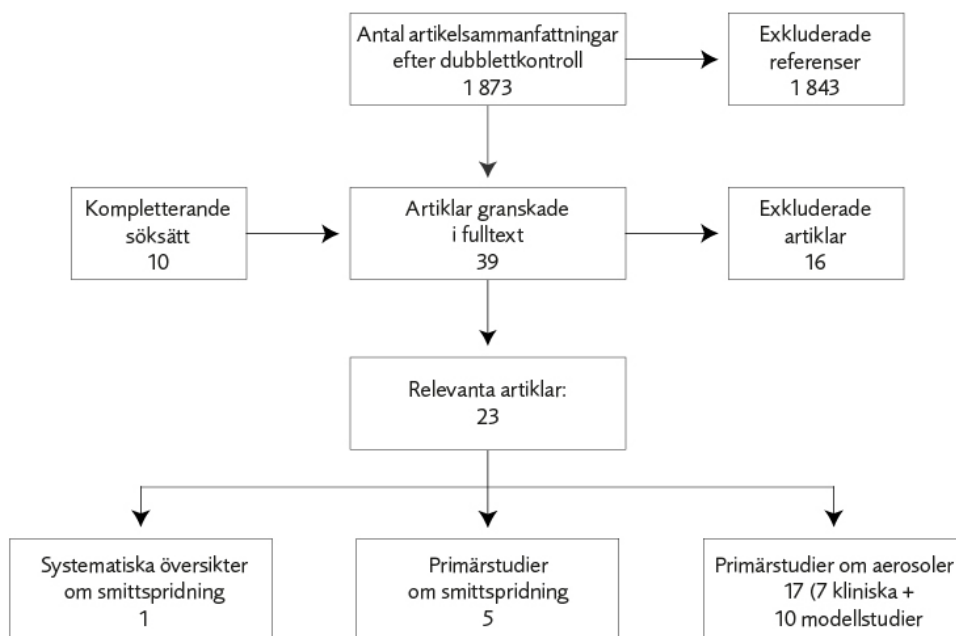 Antal artikelsammanfattningar
efter dubblettkontroll
1 873
Exkluderade
referenser
1 843
Kompletterande
söksätt
10
Artiklar granskade
i fulltext
39
Exkluderade
artiklar
16
Relevanta artiklar:
23
Systematiska översikter
om smittspridning
1
Primärstudier
om smittspridning
5
Primärstudier om aerosoler
17 (7 kliniska +
10 modellstudier